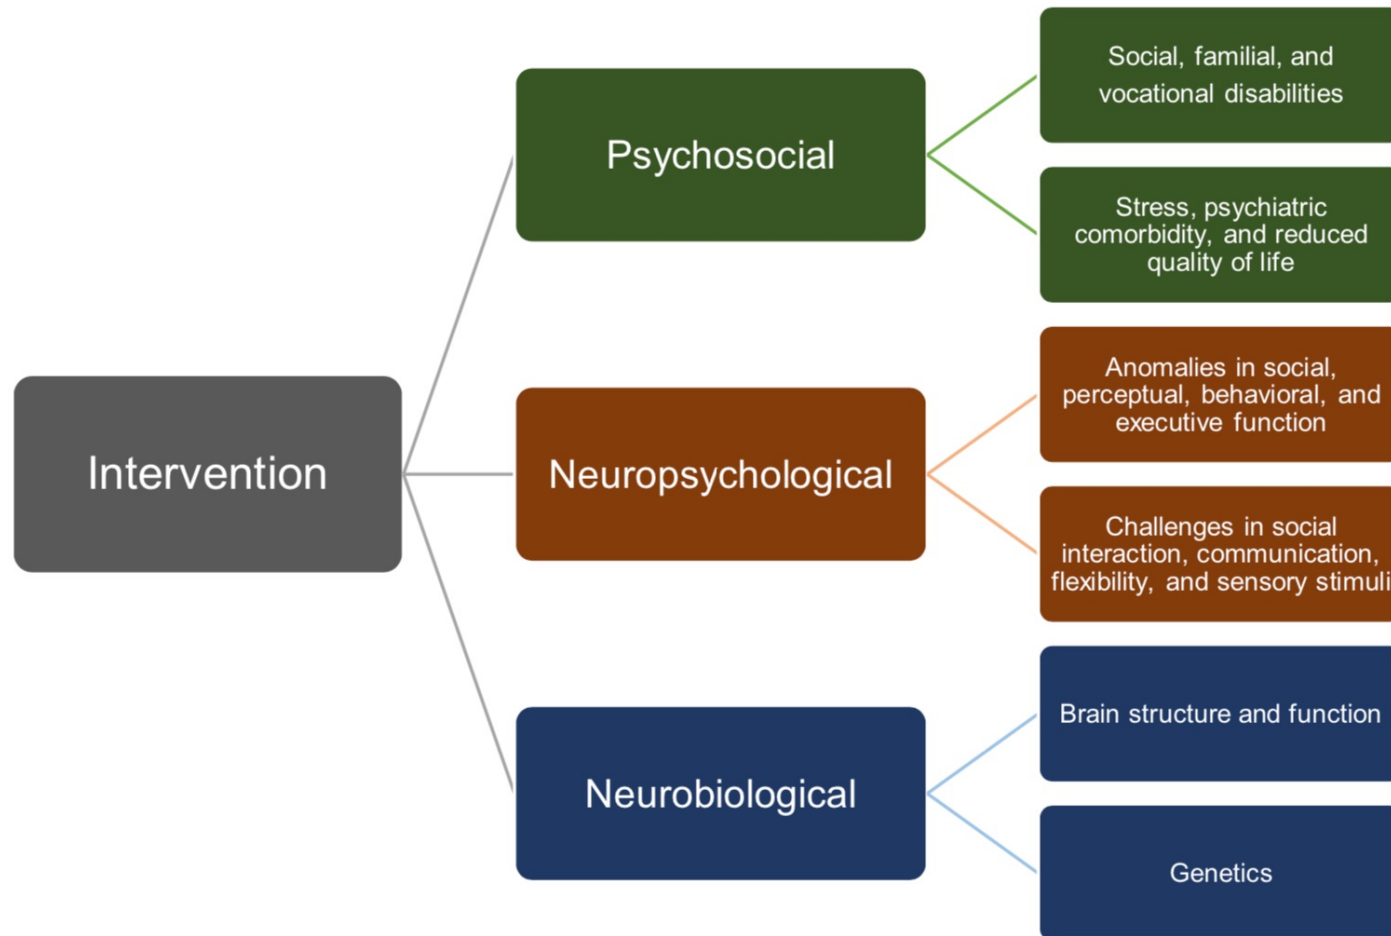 Intervention
Psychosocial
Social, familial, and
vocational disabilities
Stress, psychiatric
comorbidity, and reduced
quality of life
Neuropsychological
Anomalies in social,
perceptual, behavioral, and
executive function
Challenges in social
interaction, communication,
flexibility, and sensory stimuli
Neurobiological
Brain structure and function
Genetics